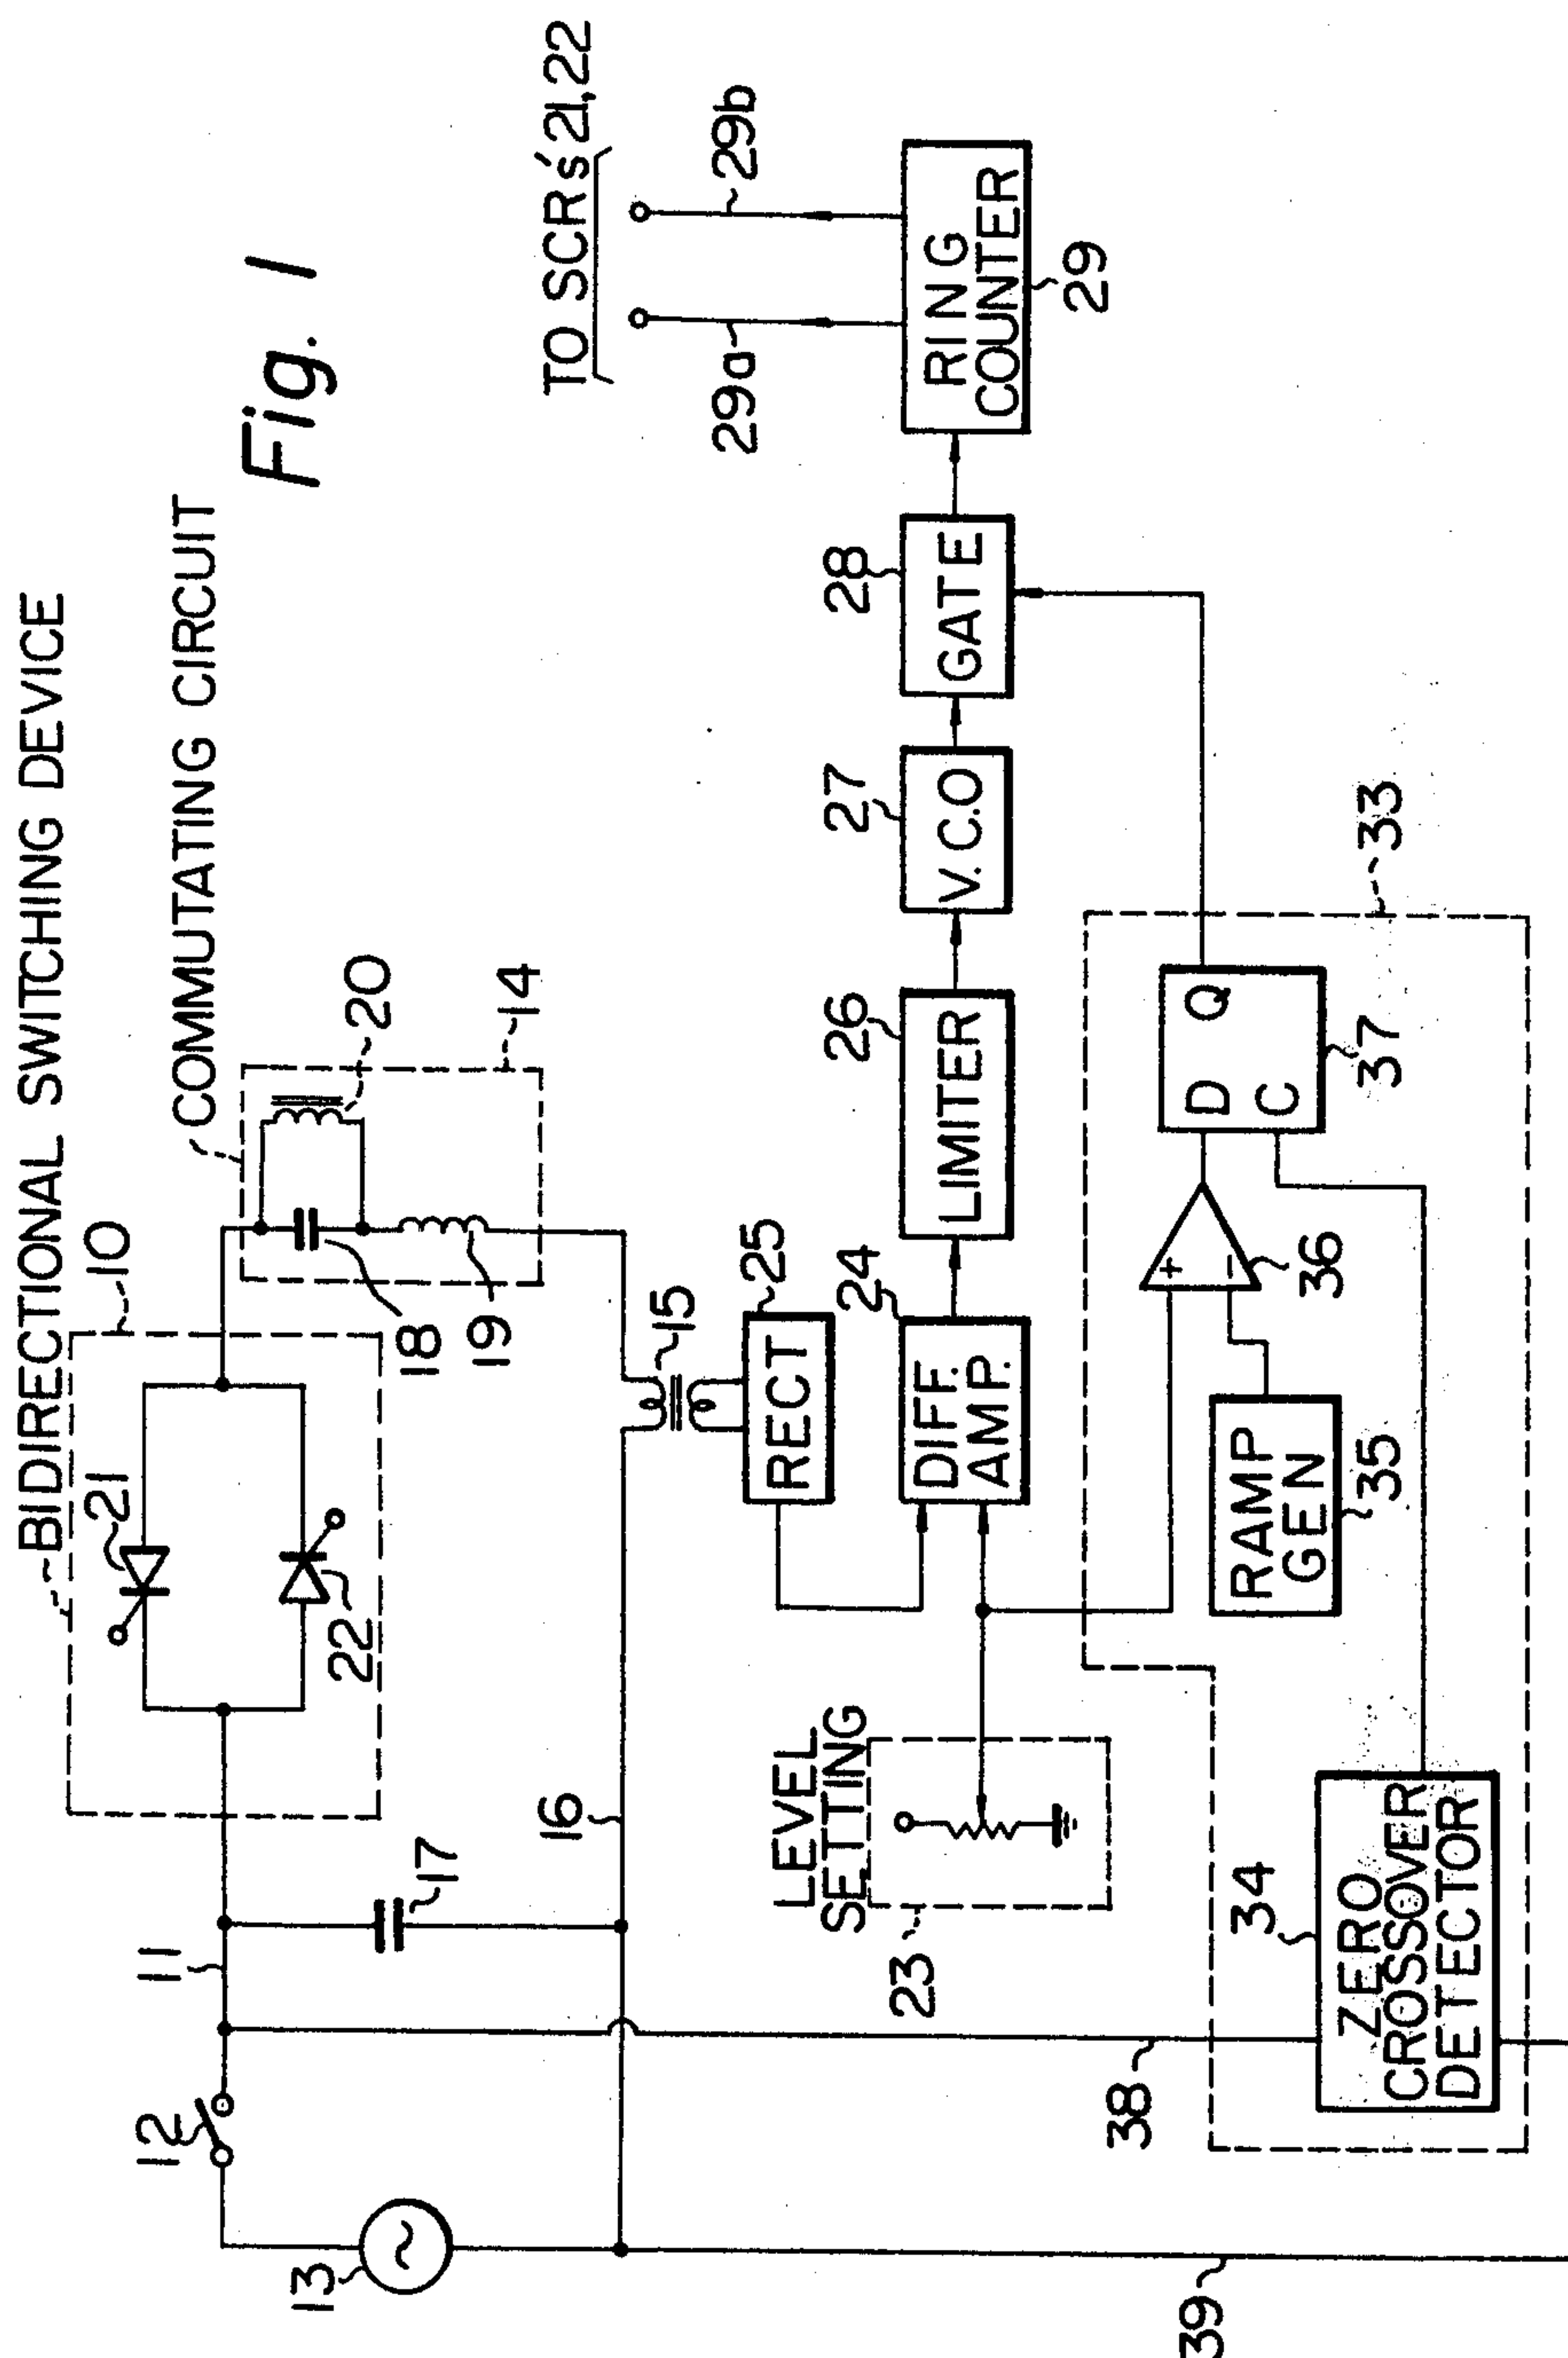 Fig. 1
BIDIRECTIONAL SWITCHING DEVICE
COMMUTATING CIRCUIT
10
21
22
11
12
13
14
15
16
17
18
19
20
TO SCR's' 21, 22
29a
29b
LEVEL
SETTING
23
RECT
25
DIFF.
AMP.
24
LIMITER
26
V.C.O
27
GATE
28
RING
COUNTER
29
33
ZERO
CROSSOVER
DETECTOR
34
RAMP
GEN
35
+
−
36
D
Q
C
37
38
39